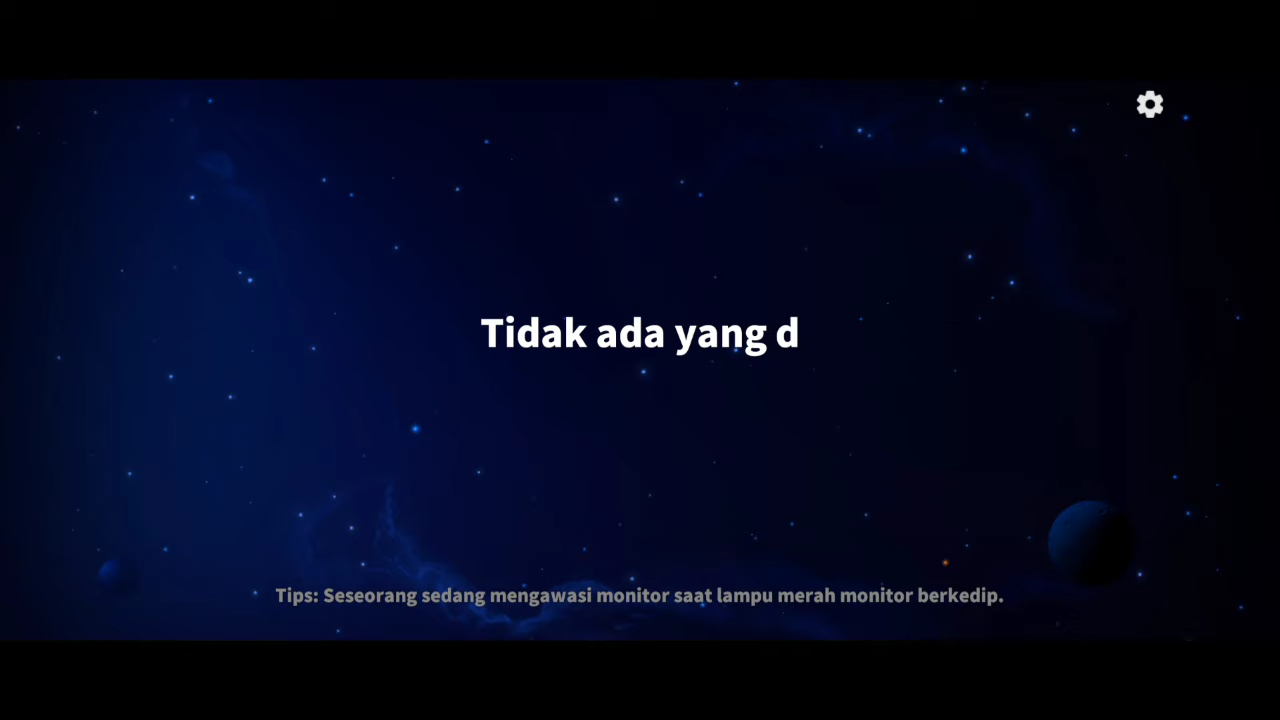 Tidak ada yang d
Tips: Seseorang sedang mengawasi monitor saat lampu merah monitor berkedip.